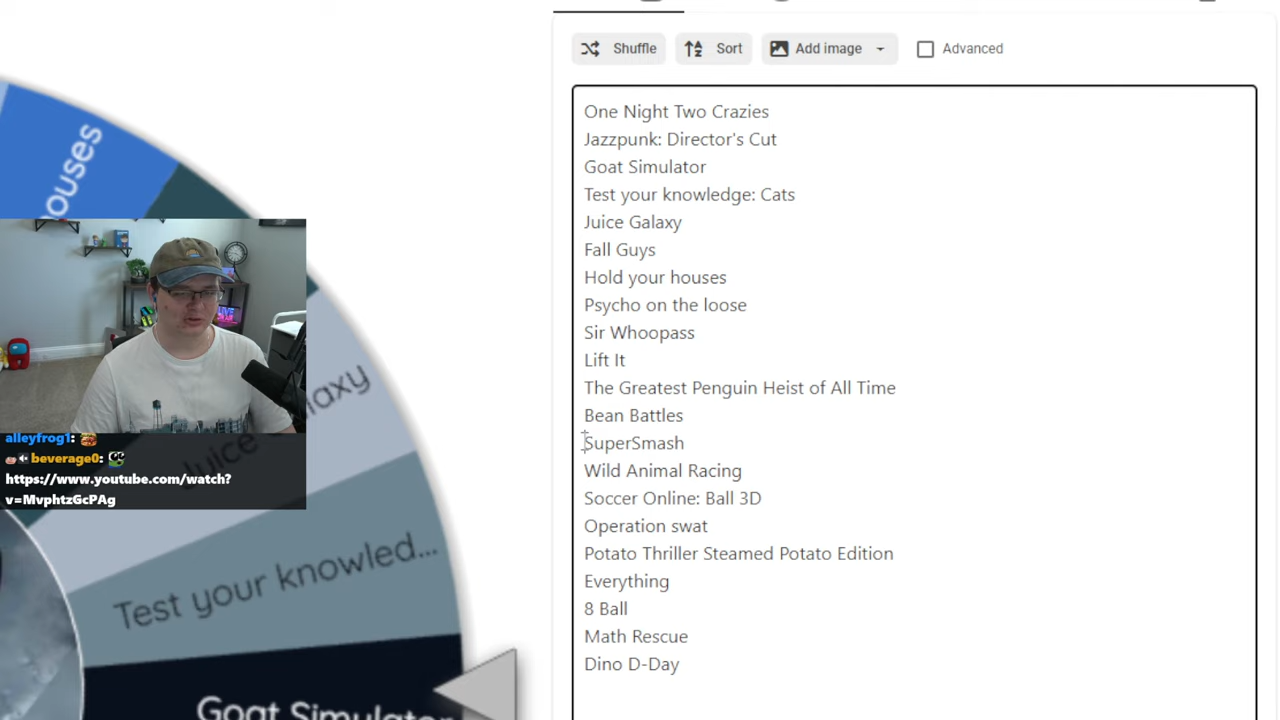 Shuffle
Sort
Add image
Advanced
One Night Two Crazies
Jazzpunk: Director's Cut
Goat Simulator
Test your knowledge: Cats
Juice Galaxy
Fall Guys
Hold your houses
Psycho on the loose
Sir Whoopass
Lift It
The Greatest Penguin Heist of All Time
Bean Battles
SuperSmash
Wild Animal Racing
Soccer Online: Ball 3D
Operation swat
Potato Thriller Steamed Potato Edition
Everything
8 Ball
Math Rescue
Dino D-Day
ouses
Juice Galaxy
Test your knowled...
Goat Simulator
alleyfrog1:
beverage0:
https://www.youtube.com/watch?
v=MvphtzGcPAg